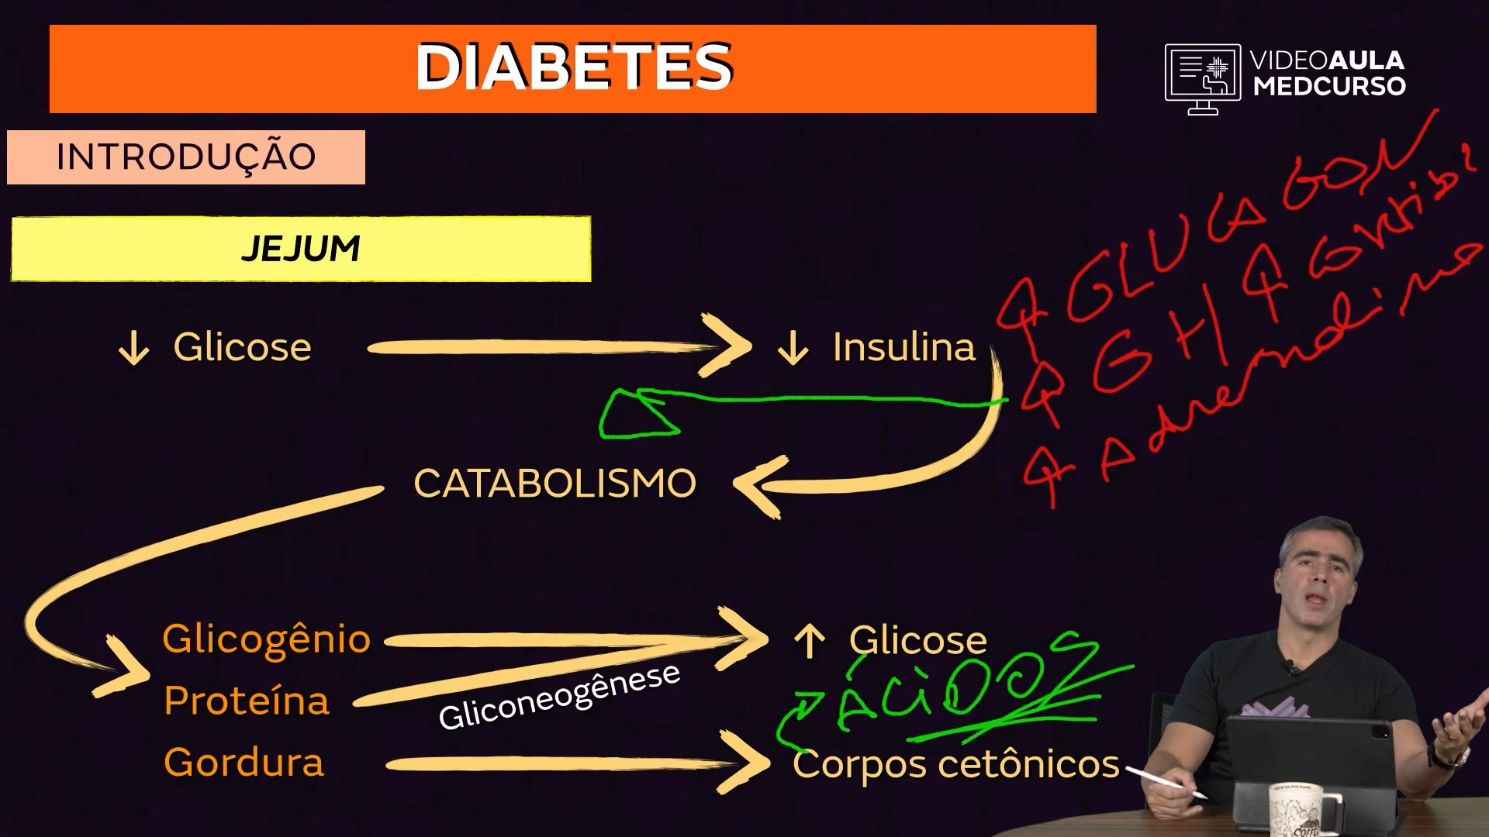 DIABETES
VIDEOAULA
MEDCURSO
INTRODUÇÃO
JEJUM
↑ GLUCAGON
↑ GH ↑ CORTISOL
↑ Adrenalina
↓ Glicose
↓ Insulina
CATABOLISMO
Glicogênio
↑ Glicose
Proteína
Gliconeogênese
ÁCIDOS
Gordura
Corpos cetônicos